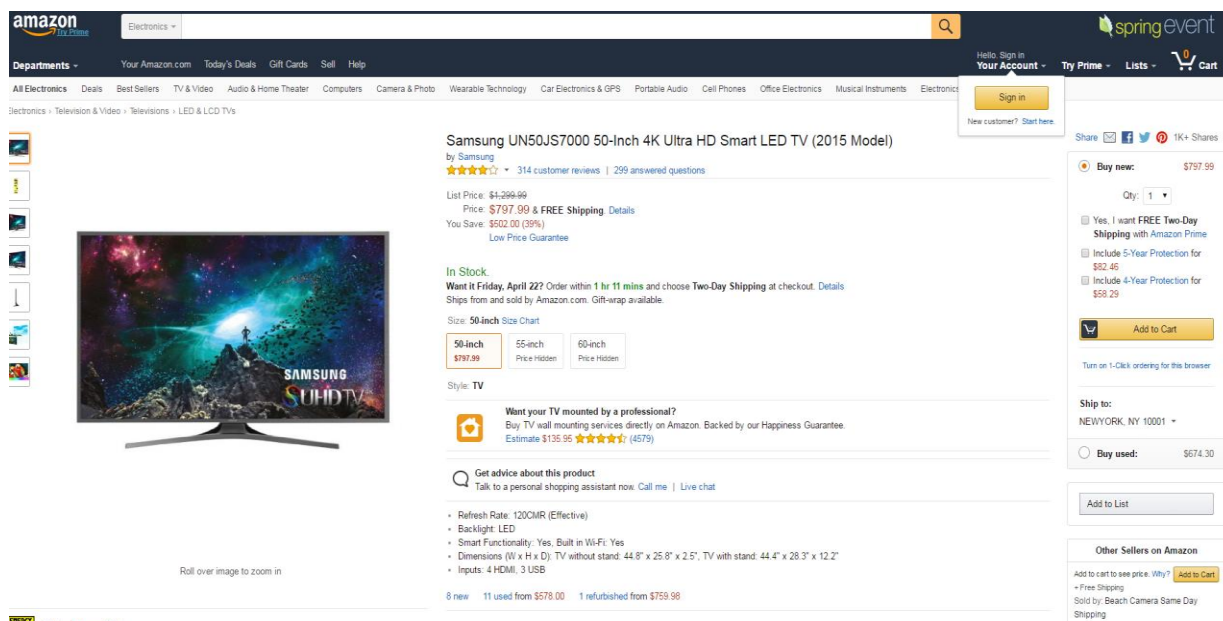 amazon
Try Prime
Electronics
spring event
Departments
Your Amazon.com Today's Deals Gift Cards Sell Help
Hello. Sign in
Your Account
Try Prime
Lists
0
Cart
All Electronics Deals Best Sellers TV & Video Audio & Home Theater Computers Camera & Photo Wearable Technology Car Electronics & GPS Portable Audio Cell Phones Office Electronics Musical Instruments Electronics
Sign in
New customer? Start here.
Electronics › Television & Video › Televisions › LED & LCD TVs
SAMSUNG
SUHD TV
Roll over image to zoom in
Samsung UN50JS7000 50-Inch 4K Ultra HD Smart LED TV (2015 Model)
by Samsung
314 customer reviews | 299 answered questions
List Price: $1,299.99
Price: $797.99 & FREE Shipping. Details
You Save: $502.00 (39%)
Low Price Guarantee
In Stock.
Want it Friday, April 22? Order within 1 hr 11 mins and choose Two-Day Shipping at checkout. Details
Ships from and sold by Amazon.com. Gift-wrap available.
Size: 50-inch Size Chart
50-inch
$797.99
55-inch
Price Hidden
60-inch
Price Hidden
Style: TV
Want your TV mounted by a professional?
Buy TV wall mounting services directly on Amazon. Backed by our Happiness Guarantee.
Estimate $135.95 (4579)
Get advice about this product
Talk to a personal shopping assistant now. Call me | Live chat
Refresh Rate: 120CMR (Effective)
Backlight: LED
Smart Functionality: Yes, Built in Wi-Fi: Yes
Dimensions (W x H x D): TV without stand: 44.8" x 25.8" x 2.5", TV with stand: 44.4" x 28.3" x 12.2"
Inputs: 4 HDMI, 3 USB
8 new 11 used from $578.00 1 refurbished from $759.98
Share 1K+ Shares
Buy new: $797.99
Qty: 1
Yes, I want FREE Two-Day
Shipping with Amazon Prime
Include 5-Year Protection for
$82.46
Include 4-Year Protection for
$58.29
Add to Cart
Turn on 1-Click ordering for this browser
Ship to:
NEWYORK, NY 10001
Buy used: $674.30
Add to List
Other Sellers on Amazon
Add to cart to see price. Why? Add to Cart
+ Free Shipping
Sold by: Beach Camera Same Day
Shipping